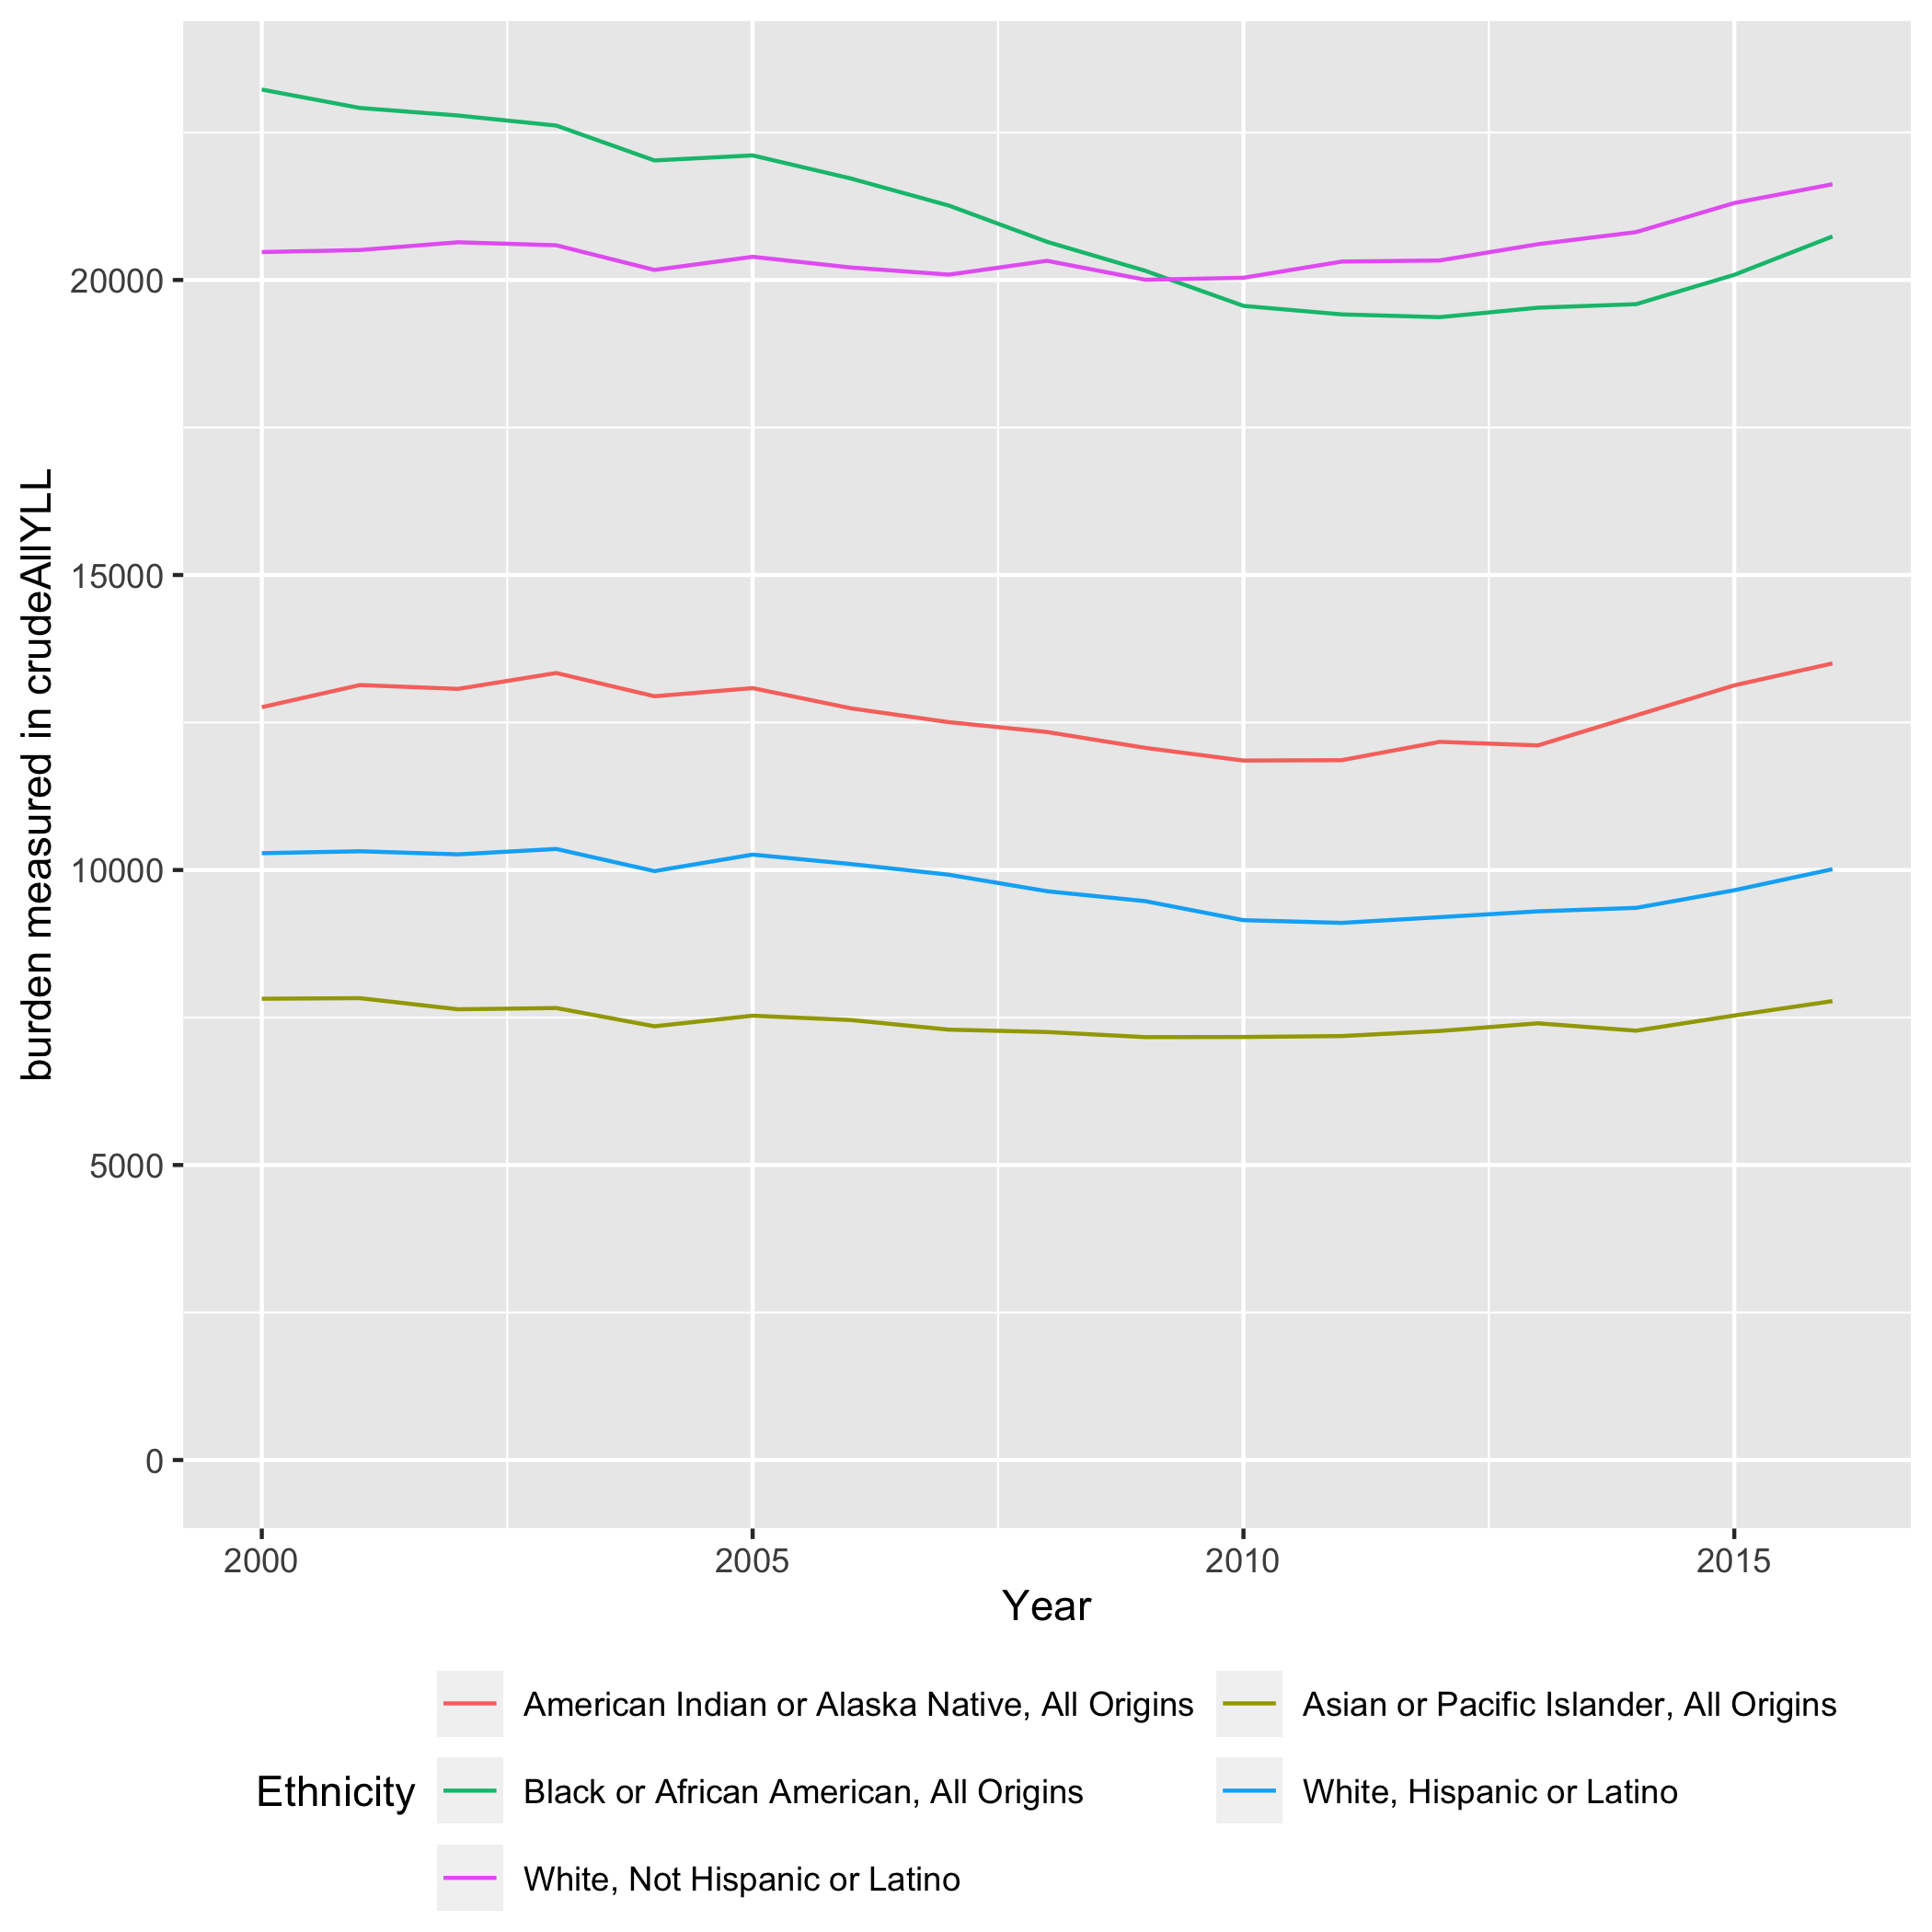 burden measured in crudeAllYLL
20000
15000
10000
5000
0
2000 2005 2010 2015
Year
Ethnicity
American Indian or Alaska Native, All Origins
Asian or Pacific Islander, All Origins
Black or African American, All Origins
White, Hispanic or Latino
White, Not Hispanic or Latino